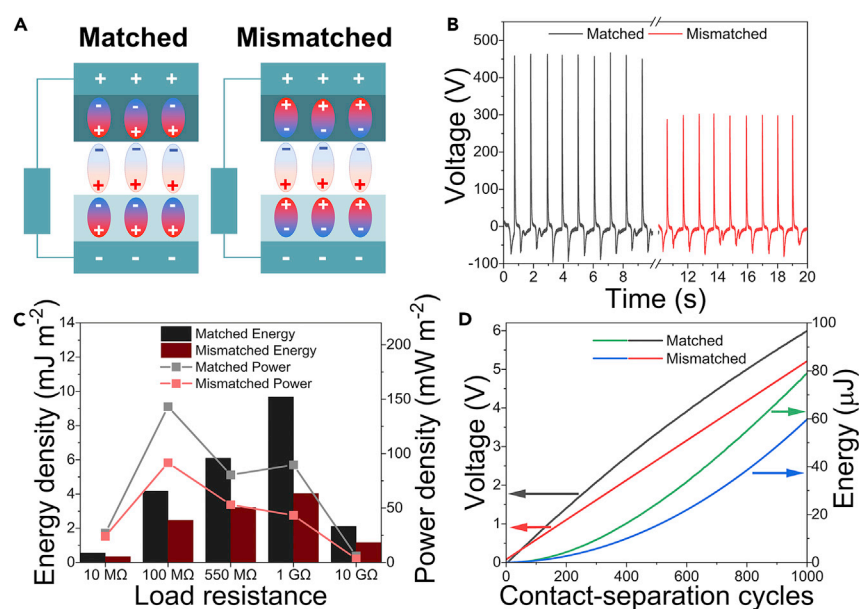 A
Matched
Mismatched
+ + +
+ + +
- - -
+ + +
- - -
+ + +
- - -
- - -
+ + +
- - -
+ + +
- - -
+ + +
+ + +
- - -
- - -
- - -
B
Matched
Mismatched
Voltage (V)
500
400
300
200
100
0
-100
0 2 4 6 8 12 14 16 18 20
Time (s)
C
Matched Energy
Mismatched Energy
Matched Power
Mismatched Power
Energy density (mJ m-2)
14
12
10
8
6
4
2
0
Power density (mW m-2)
200
150
100
50
0
10 MΩ 100 MΩ 550 MΩ 1 GΩ 10 GΩ
Load resistance
D
Matched
Mismatched
Voltage (V)
6
5
4
3
2
1
0
Energy (μJ)
100
80
60
40
20
0
0 200 400 600 800 1000
Contact-separation cycles